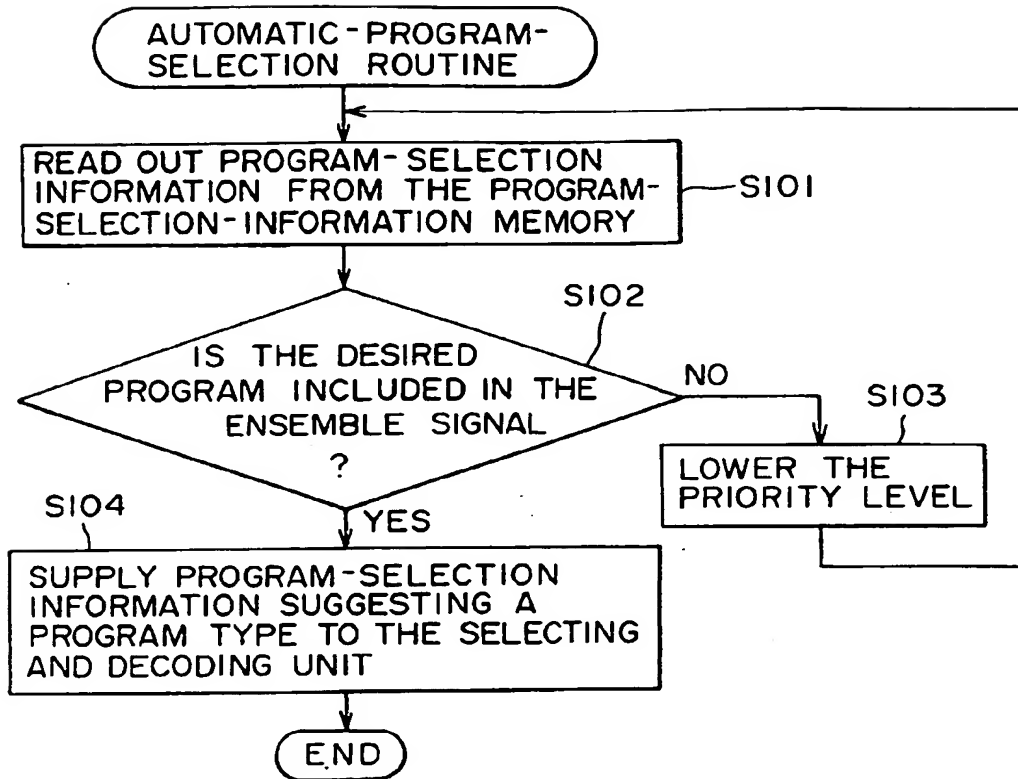 AUTOMATIC-PROGRAM-
SELECTION ROUTINE
READ OUT PROGRAM-SELECTION
INFORMATION FROM THE PROGRAM-
SELECTION-INFORMATION MEMORY
S101
S102
IS THE DESIRED
PROGRAM INCLUDED IN THE
ENSEMBLE SIGNAL
?
NO
S103
LOWER THE
PRIORITY LEVEL
YES
S104
SUPPLY PROGRAM-SELECTION
INFORMATION SUGGESTING A
PROGRAM TYPE TO THE SELECTING
AND DECODING UNIT
END